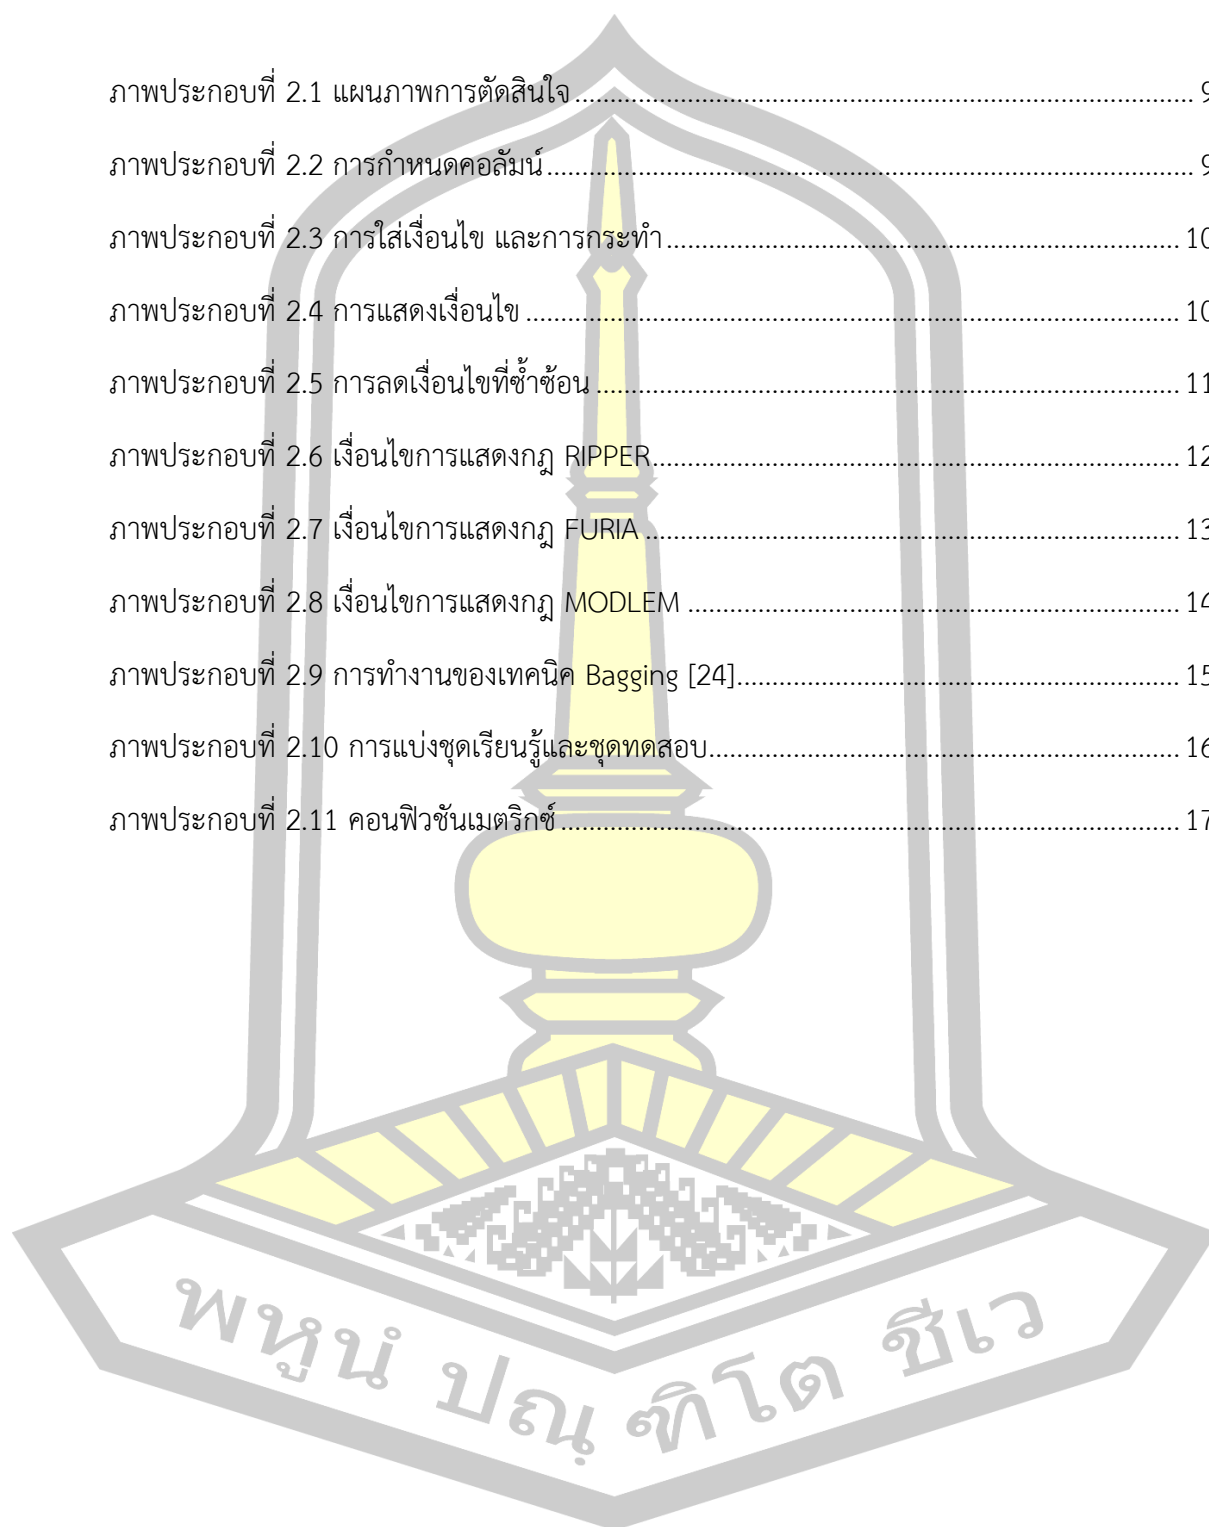 ภาพประกอบที่ 2.1 แผนภาพการตัดสินใจ ........ 9
ภาพประกอบที่ 2.2 การกำหนดคอลัมน์ ........ 9
ภาพประกอบที่ 2.3 การใส่เงื่อนไข และการกระทำ ........ 10
ภาพประกอบที่ 2.4 การแสดงเงื่อนไข ........ 10
ภาพประกอบที่ 2.5 การลดเงื่อนไขที่ซ้ำซ้อน ........ 11
ภาพประกอบที่ 2.6 เงื่อนไขการแสดงกฎ RIPPER ........ 12
ภาพประกอบที่ 2.7 เงื่อนไขการแสดงกฎ FURIA ........ 13
ภาพประกอบที่ 2.8 เงื่อนไขการแสดงกฎ MODLEM ........ 14
ภาพประกอบที่ 2.9 การทำงานของเทคนิค Bagging [24] ........ 15
ภาพประกอบที่ 2.10 การแบ่งชุดเรียนรู้และชุดทดสอบ ........ 16
ภาพประกอบที่ 2.11 คอนฟิวชันเมตริกซ์ ........ 17
พหูนํ ปณฺฑิโต ชีเว